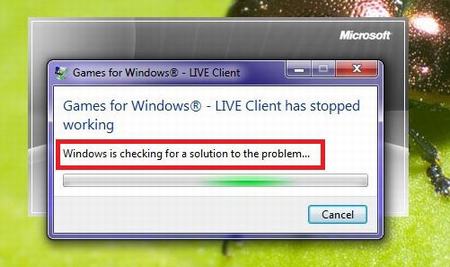 Microsoft
Games for Windows® - LIVE Client
Games for Windows® - LIVE Client has stopped
working
Windows is checking for a solution to the problem...
Cancel